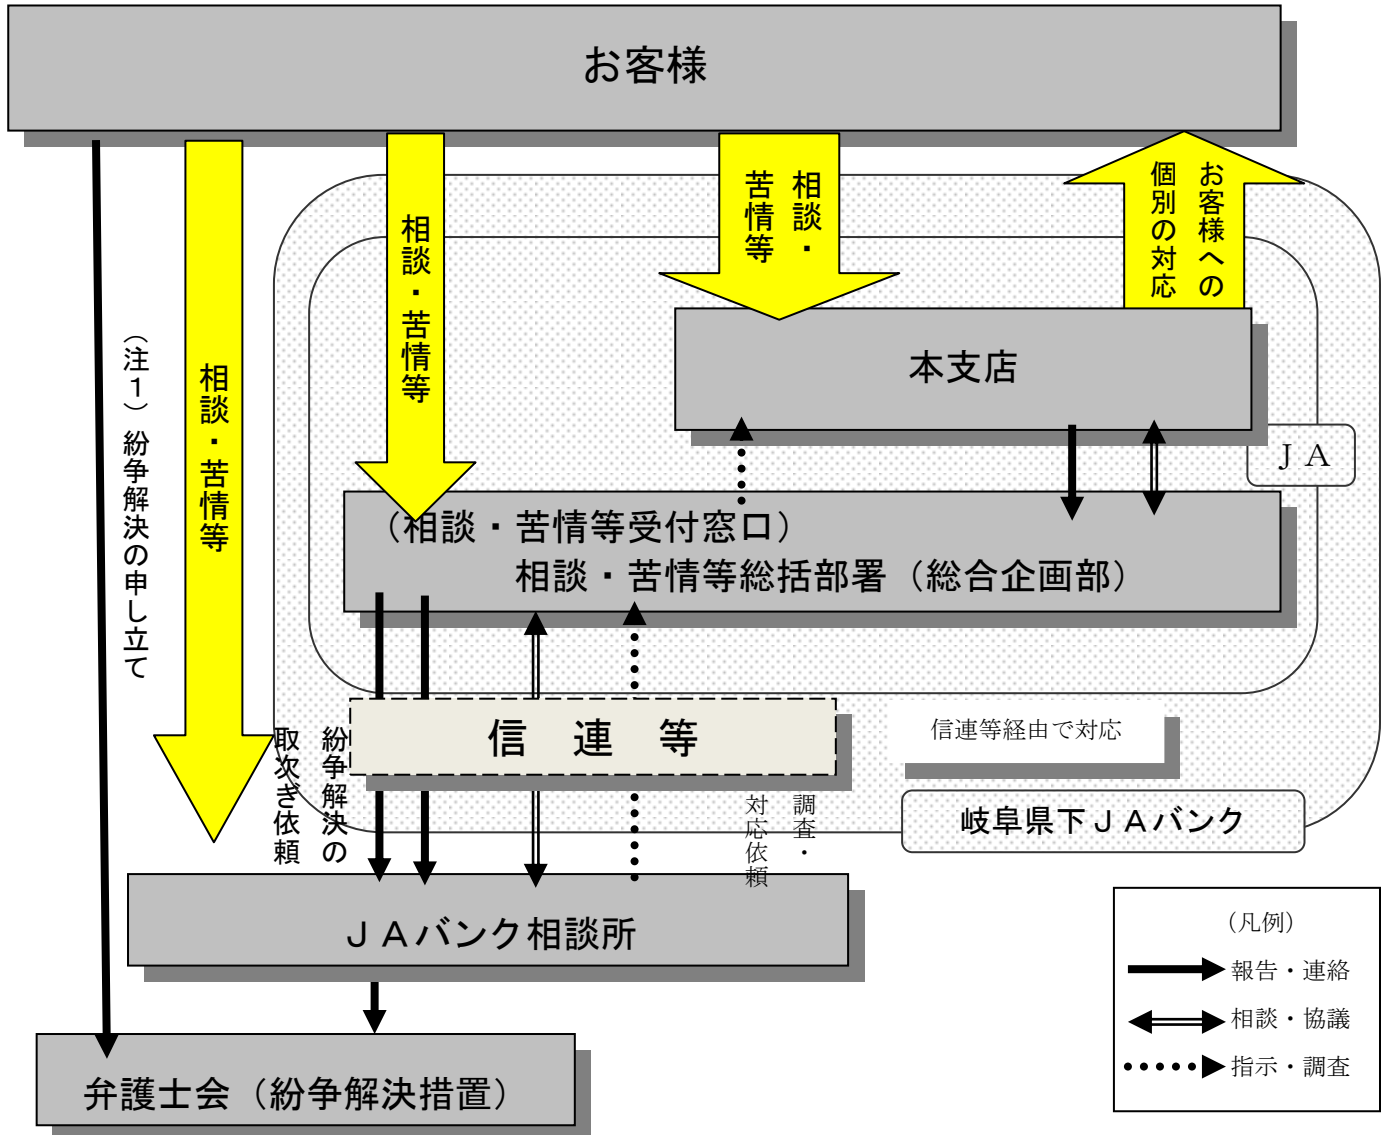 お客様
相談・苦情等
相談・苦情等
相談・
苦情等
お客様への
個別の対応
(注1)紛争解決の申し立て
本支店
JA
(相談・苦情等受付窓口)
相談・苦情等総括部署(総合企画部)
信連等
信連等経由で対応
紛争解決の
取次ぎ依頼
調査・
対応依頼
岐阜県下JAバンク
JAバンク相談所
弁護士会(紛争解決措置)
(凡例)
報告・連絡
相談・協議
指示・調査